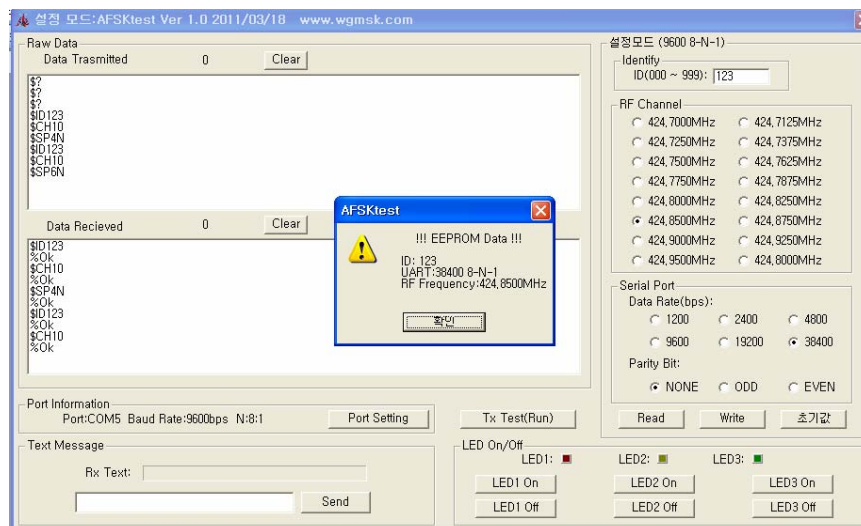 설정 모드:AFSKtest Ver 1.0 2011/03/18 www.wgmsk.com
Raw Data
Data Trasmitted 0 Clear
$?
$?
$?
$ID123
$CH10
$SP4N
$ID123
$CH10
$SP6N
Data Recieved 0 Clear
$ID123
%Ok
$CH10
%Ok
$SP4N
%Ok
$ID123
%Ok
$CH10
%Ok
AFSKtest
!!! EEPROM Data !!!
ID: 123
UART:38400 8-N-1
RF Frequency:424,8500MHz
확인
설정모드 (9600 8-N-1)
Identify
ID(000 ~ 999): 123
RF Channel
424,7000MHz 424,7125MHz
424,7250MHz 424,7375MHz
424,7500MHz 424,7625MHz
424,7750MHz 424,7875MHz
424,8000MHz 424,8250MHz
424,8500MHz 424,8750MHz
424,9000MHz 424,9250MHz
424,9500MHz 424,8000MHz
Serial Port
Data Rate(bps):
1200 2400 4800
9600 19200 38400
Parity Bit:
NONE ODD EVEN
Read Write 초기값
Port Information
Port:COM5 Baud Rate:9600bps N:8:1 Port Setting
Tx Test(Run)
Text Message
Rx Text:
Send
LED On/Off
LED1: LED2: LED3:
LED1 On LED2 On LED3 On
LED1 Off LED2 Off LED3 Off